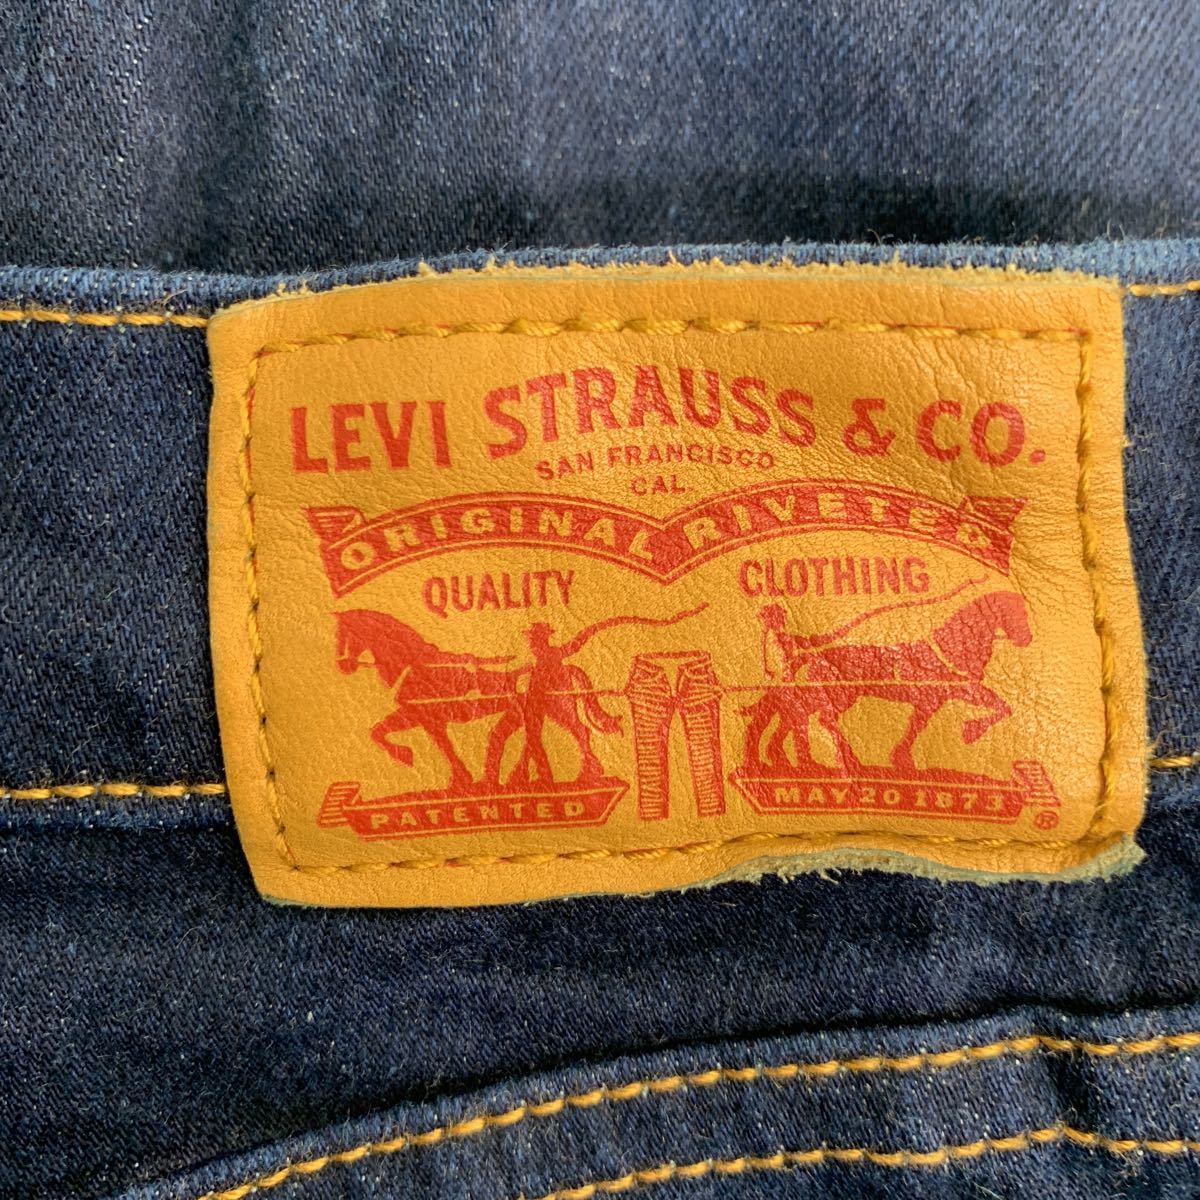 LEVI STRAUSS & CO.
SAN FRANCISCO
CAL.
ORIGINAL RIVETED
QUALITY CLOTHING
PATENTED MAY 20 1873 ®